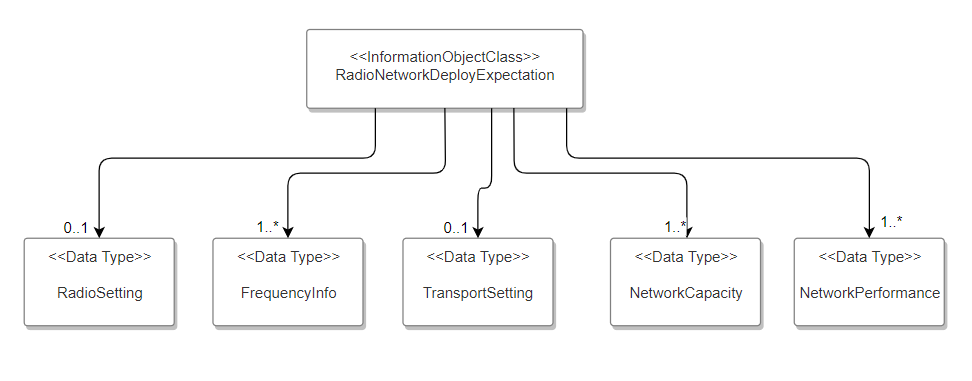 <<InformationObjectClass>>
RadioNetworkDeployExpectation
0..1
1..*
0..1
1..*
1..*
<<Data Type>>
RadioSetting
<<Data Type>>
FrequencyInfo
<<Data Type>>
TransportSetting
<<Data Type>>
NetworkCapacity
<<Data Type>>
NetworkPerformance